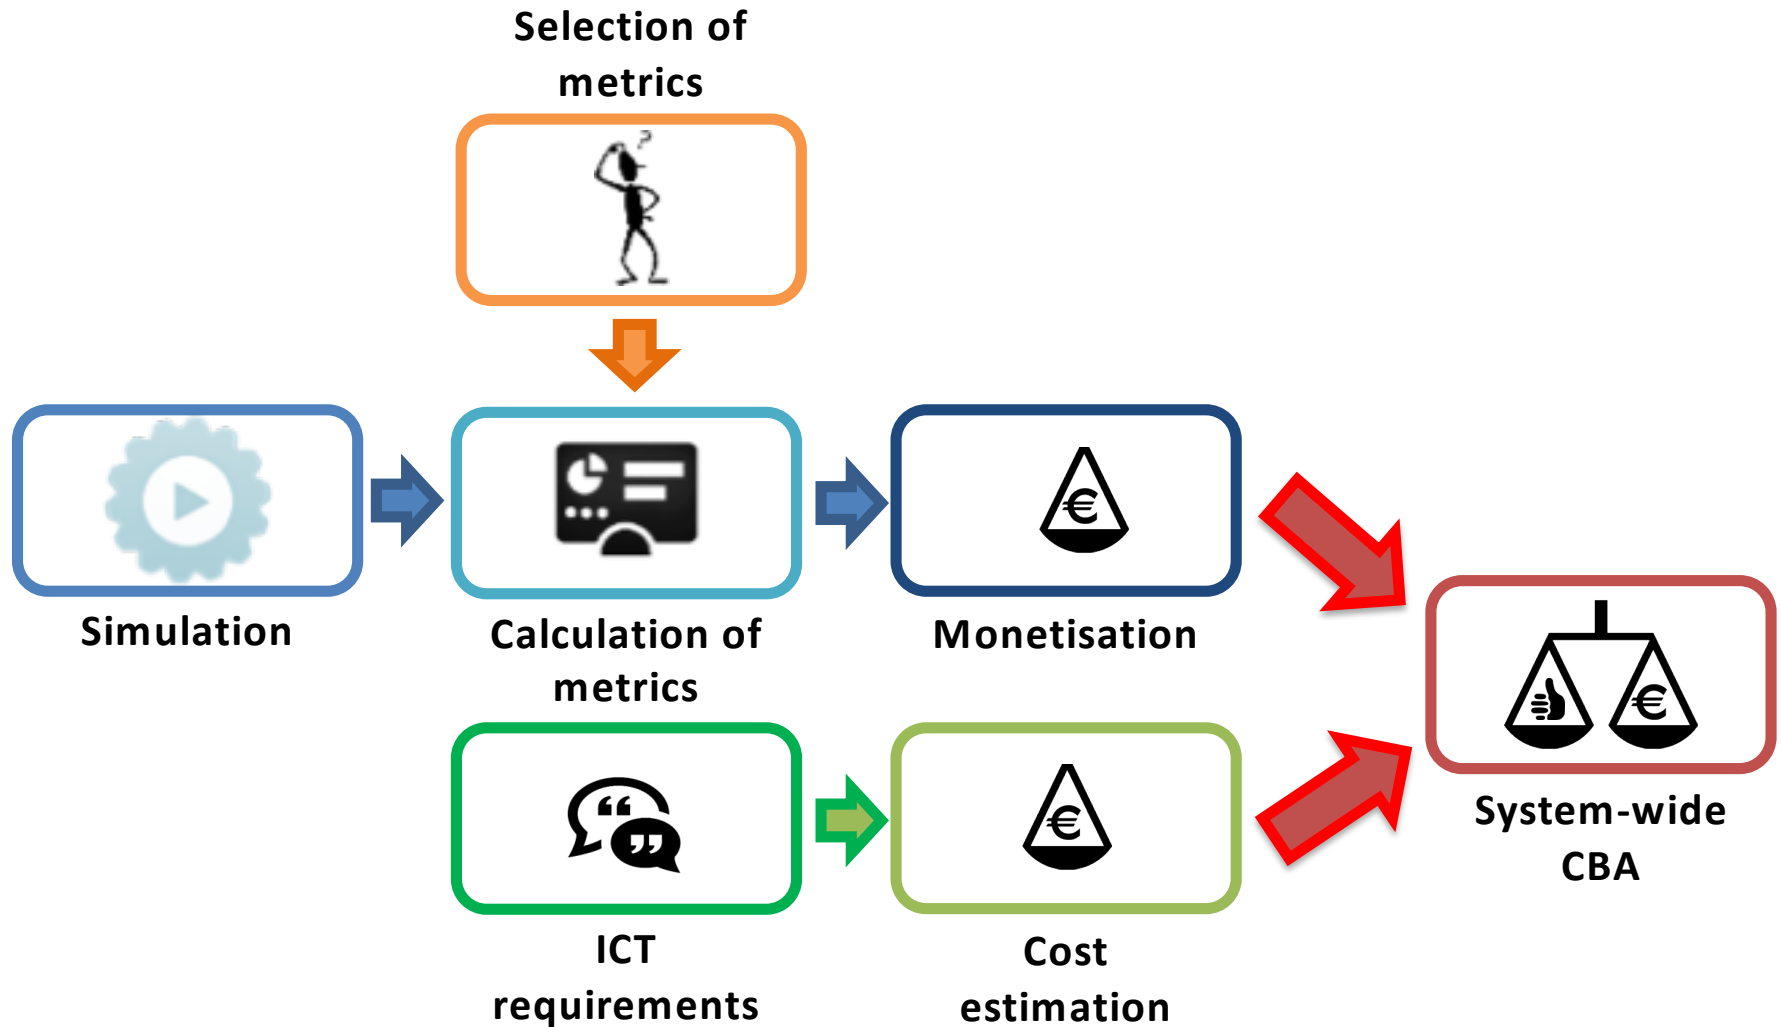 Selection of
metrics
?
Simulation
Calculation of
metrics
€
Monetisation
“
”
ICT
requirements
€
Cost
estimation
€
System-wide
CBA